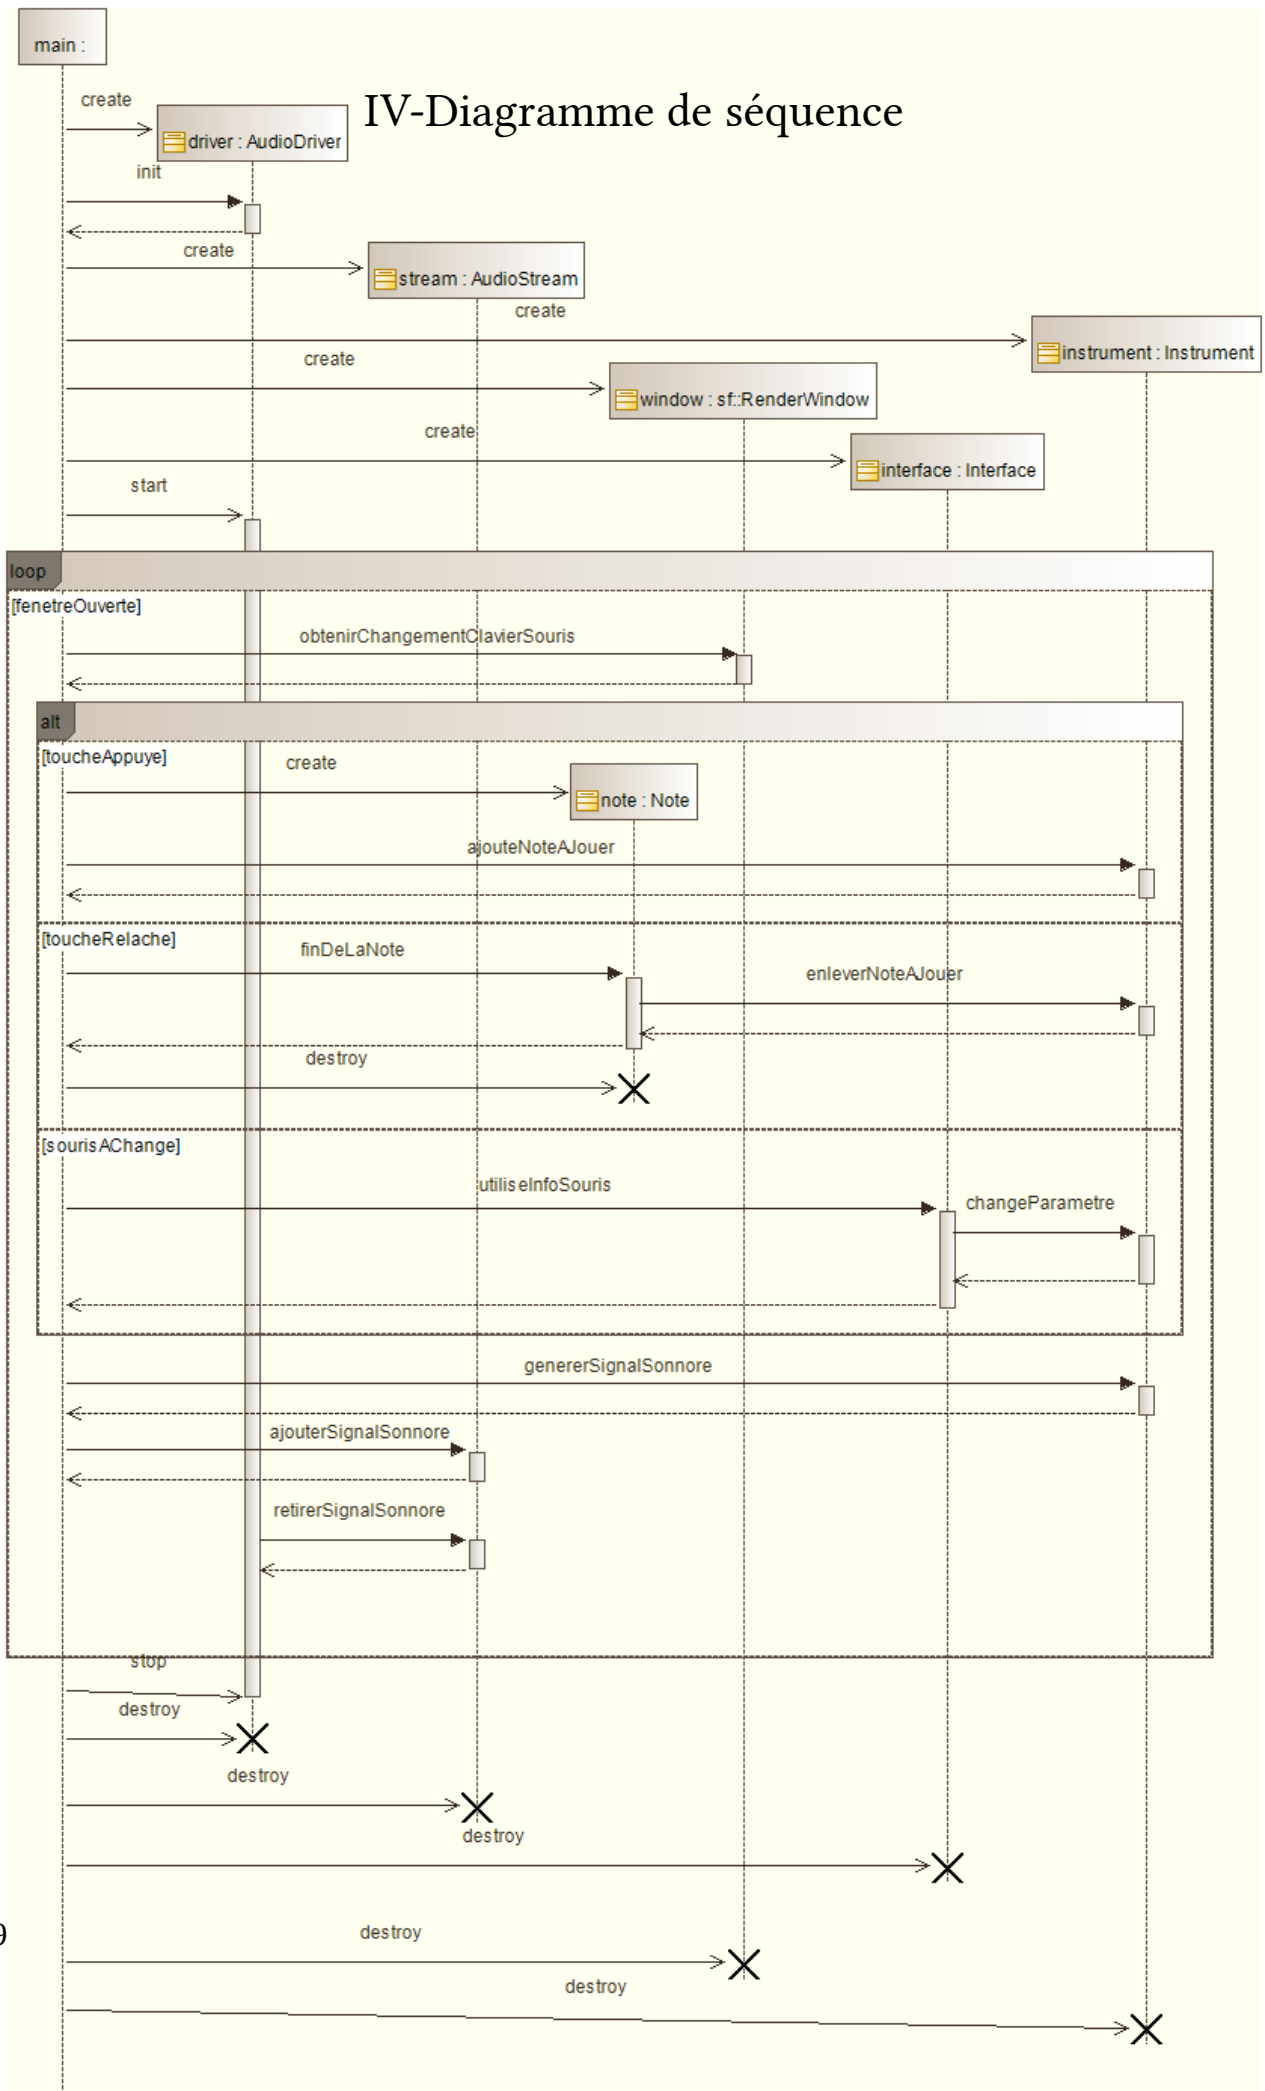 main :
create
IV-Diagramme de séquence
driver : AudioDriver
init
create
stream : AudioStream
create
instrument : Instrument
create
window : sf::RenderWindow
create
interface : Interface
start
loop
[fenetreOuverte]
obtenirChangementClavierSouris
alt
[toucheAppuye]
create
note : Note
ajouteNoteAJouer
[toucheRelache]
finDeLaNote
enleverNoteAJouer
destroy
[sourisAChange]
utiliseInfoSouris
changeParametre
genererSignalSonnore
ajouterSignalSonnore
retirerSignalSonnore
stop
destroy
destroy
destroy
9
destroy
destroy